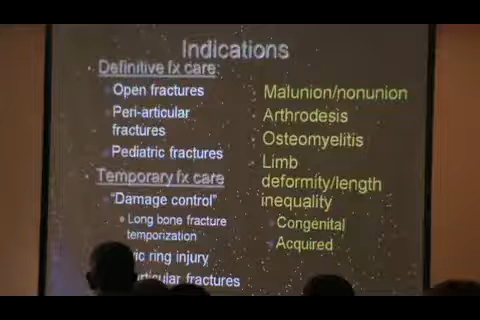 Indications
Definitive fx care:
Open fractures
Peri-articular
fractures
Pediatric fractures
Temporary fx care
"Damage control"
Long bone fracture
temporization
ring injury
fractures
Malunion/nonunion
Arthrodesis
Osteomyelitis
Limb
deformity/length
inequality
Congenital
Acquired